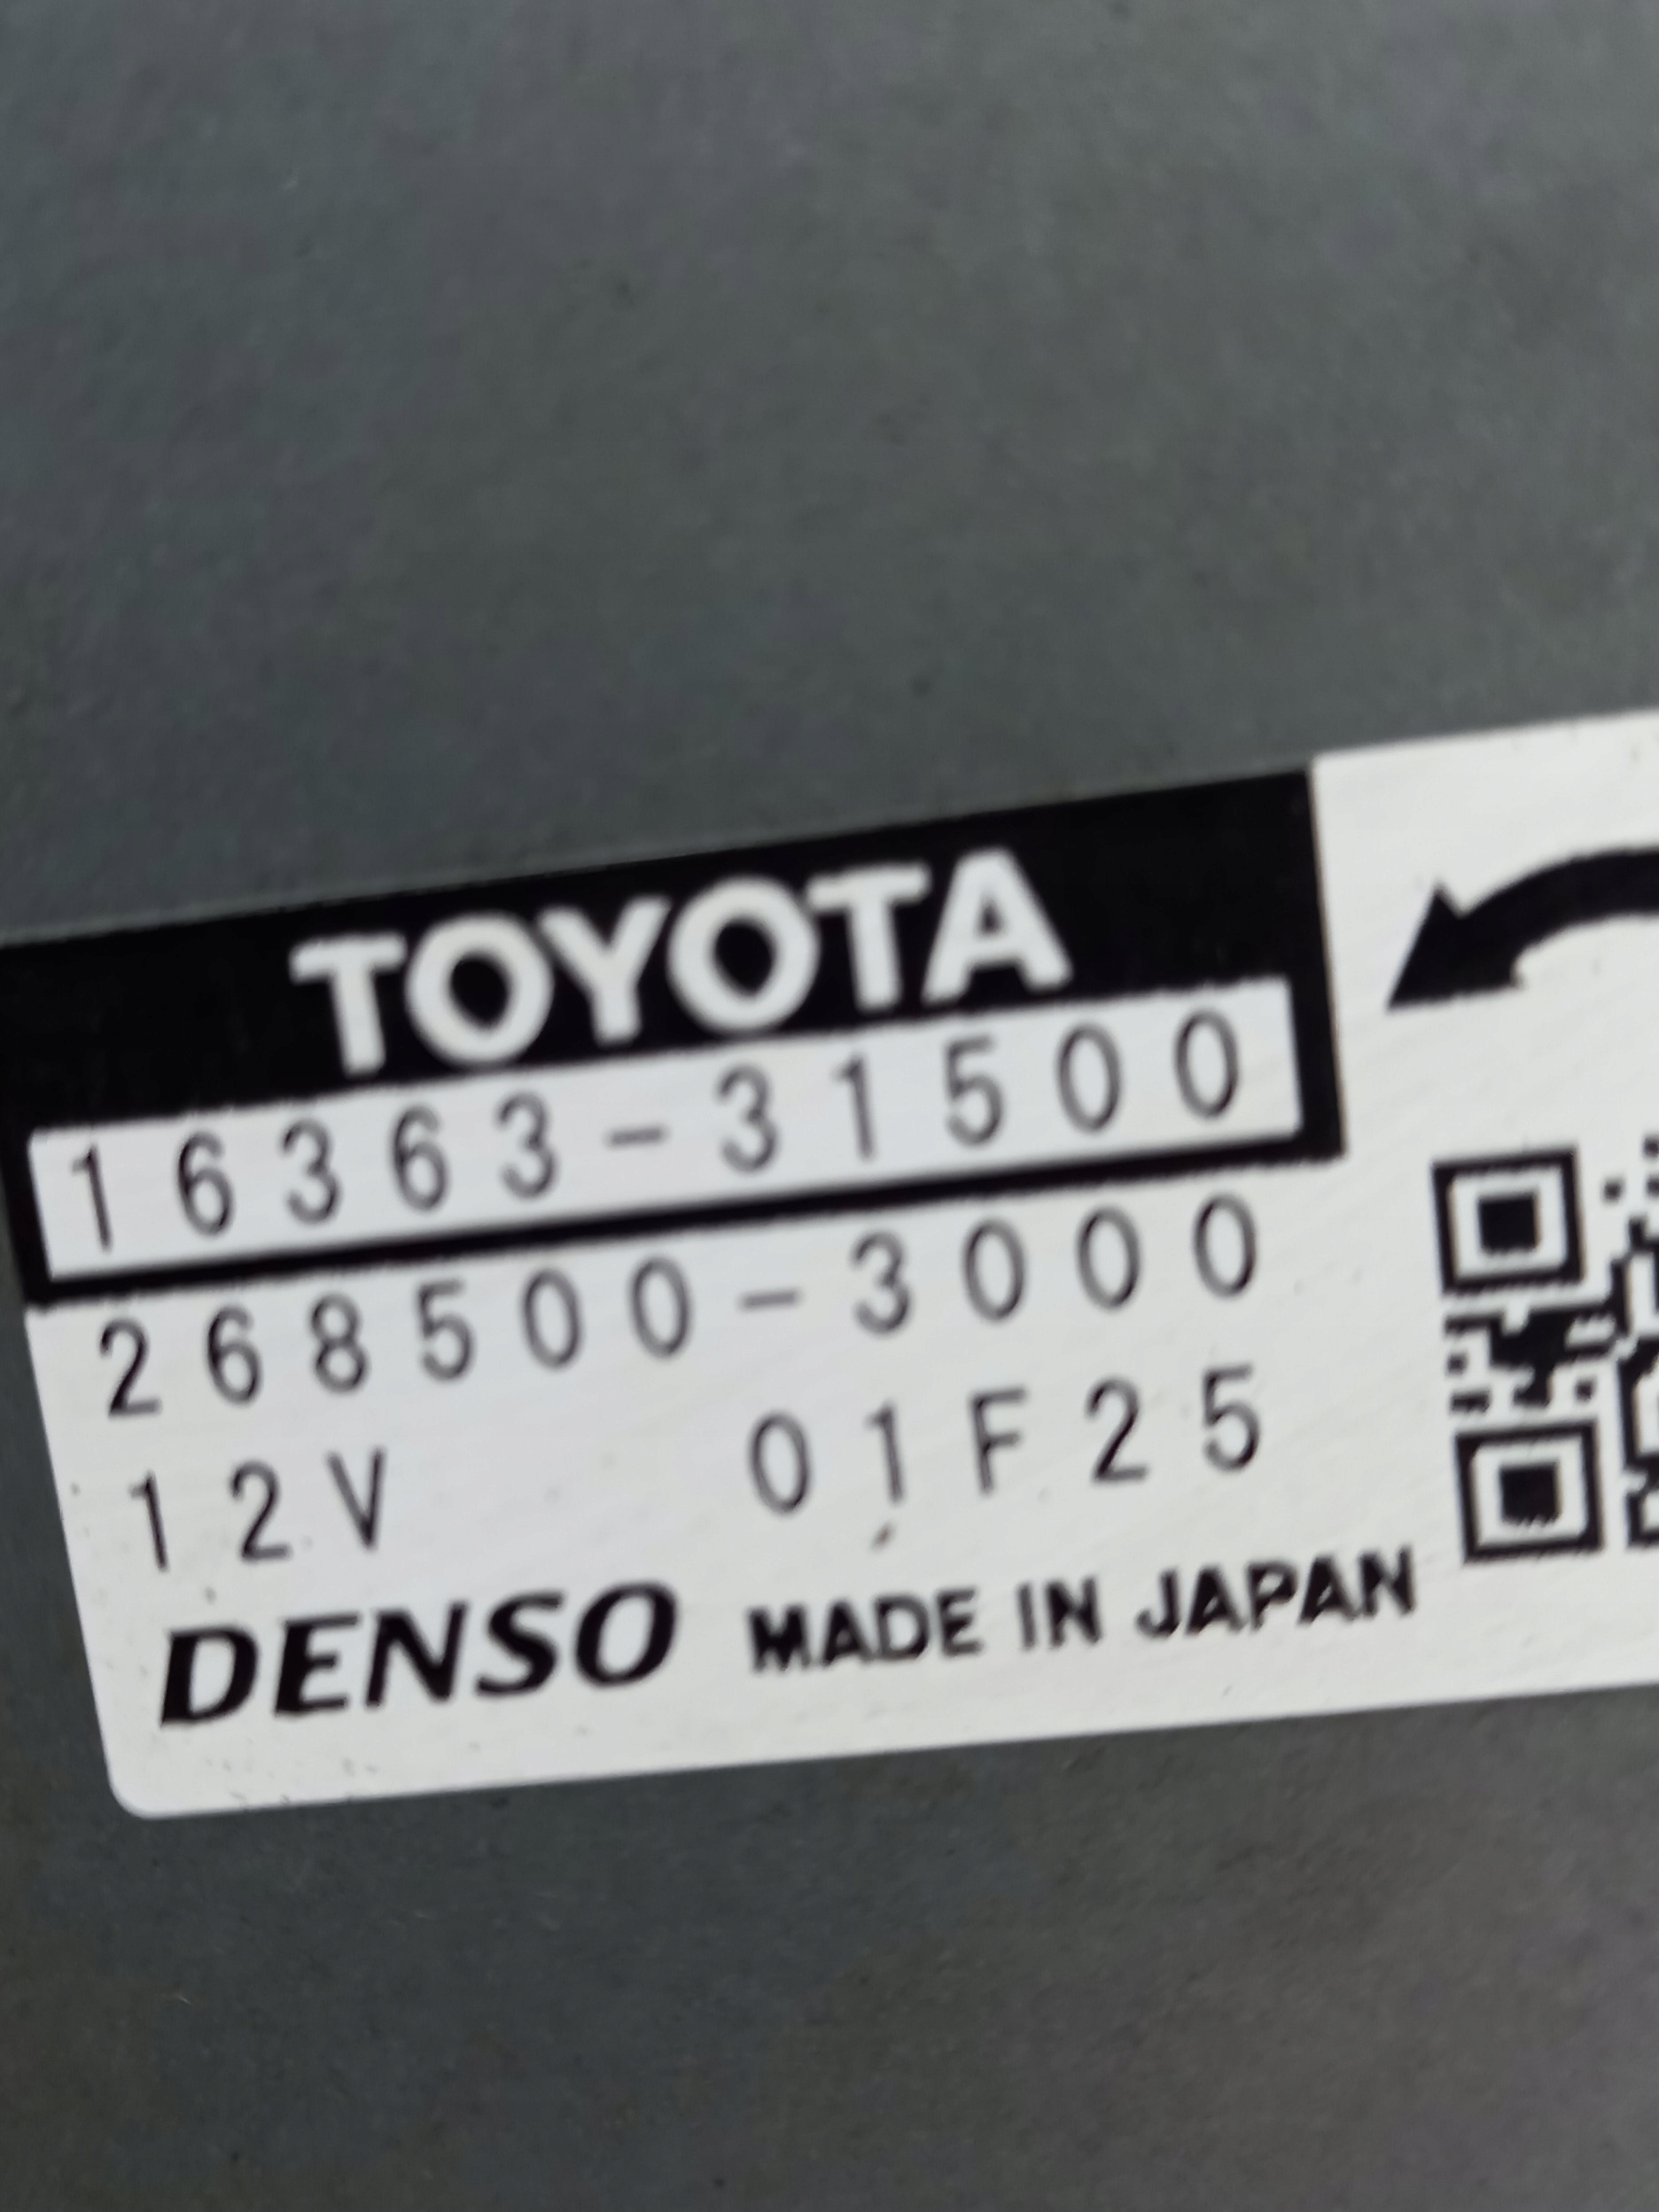 TOYOTA
16363-31500
268500-3000
12V 01F25
DENSO MADE IN JAPAN